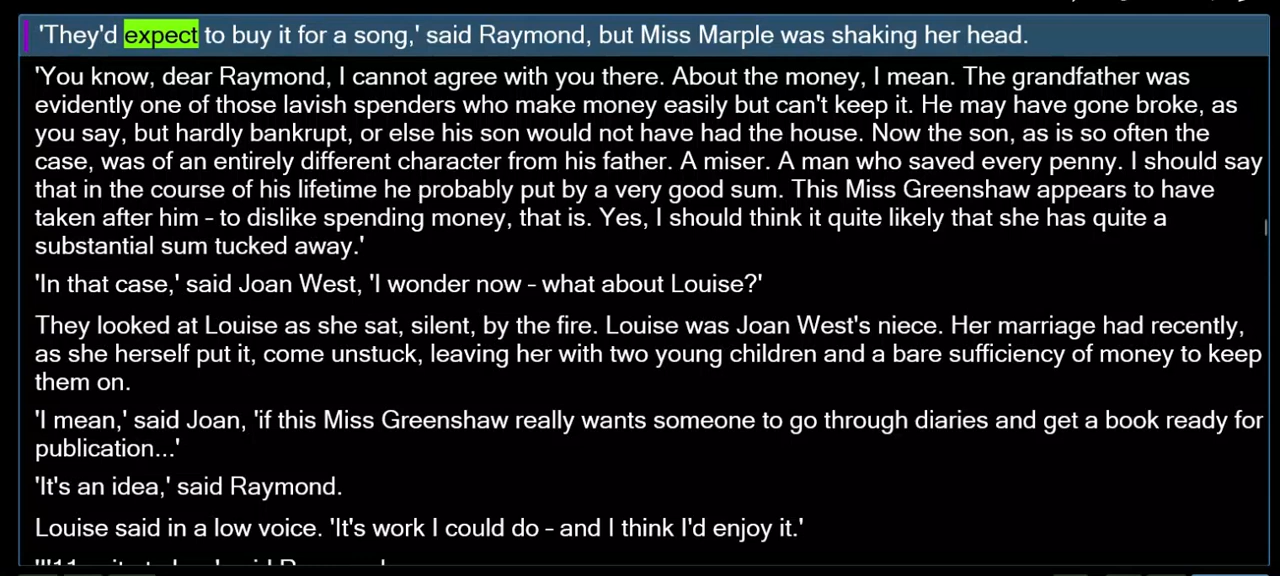 'They'd expect to buy it for a song,' said Raymond, but Miss Marple was shaking her head.
'You know, dear Raymond, I cannot agree with you there. About the money, I mean. The grandfather was
evidently one of those lavish spenders who make money easily but can't keep it. He may have gone broke, as
you say, but hardly bankrupt, or else his son would not have had the house. Now the son, as is so often the
case, was of an entirely different character from his father. A miser. A man who saved every penny. I should say
that in the course of his lifetime he probably put by a very good sum. This Miss Greenshaw appears to have
taken after him – to dislike spending money, that is. Yes, I should think it quite likely that she has quite a
substantial sum tucked away.'
'In that case,' said Joan West, 'I wonder now – what about Louise?'
They looked at Louise as she sat, silent, by the fire. Louise was Joan West's niece. Her marriage had recently,
as she herself put it, come unstuck, leaving her with two young children and a bare sufficiency of money to keep
them on.
'I mean,' said Joan, 'if this Miss Greenshaw really wants someone to go through diaries and get a book ready for
publication...'
'It's an idea,' said Raymond.
Louise said in a low voice. 'It's work I could do – and I think I'd enjoy it.'